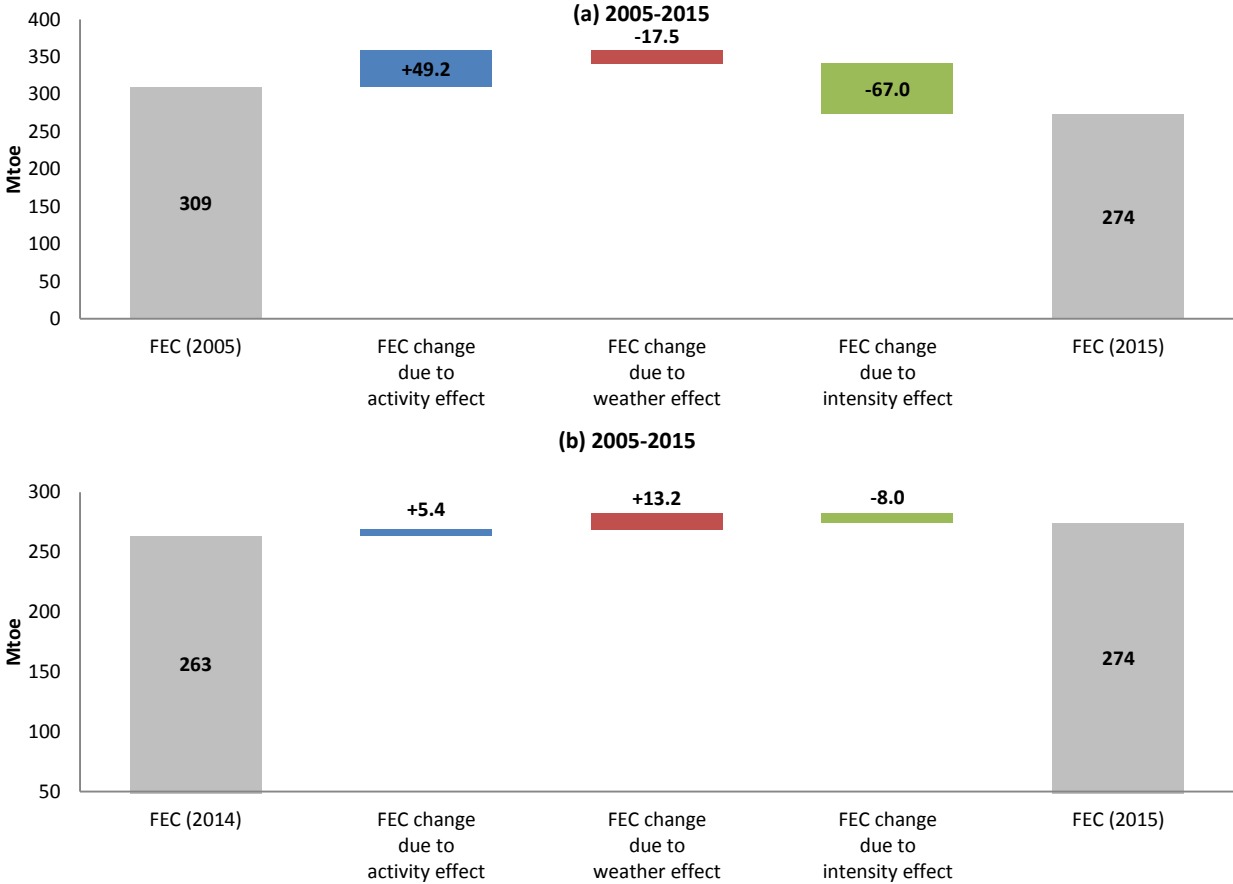 (a) 2005-2015
400
350
300
250
200
150
100
50
0
Mtoe
309
+49.2
-17.5
-67.0
274
FEC (2005)
FEC change
due to
activity effect
FEC change
due to
weather effect
FEC change
due to
intensity effect
FEC (2015)
(b) 2005-2015
300
250
200
150
100
50
Mtoe
263
+5.4
+13.2
-8.0
274
FEC (2014)
FEC change
due to
activity effect
FEC change
due to
weather effect
FEC change
due to
intensity effect
FEC (2015)